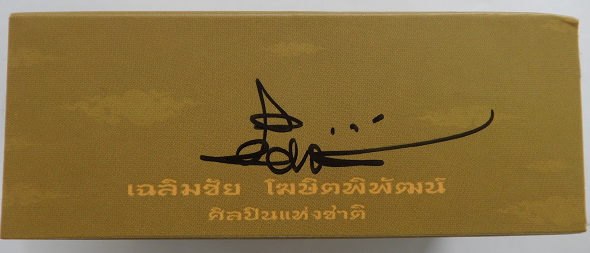 เฉลิมชัย โฆษิตพิพัฒน์
ศิลปินแห่งชาติ